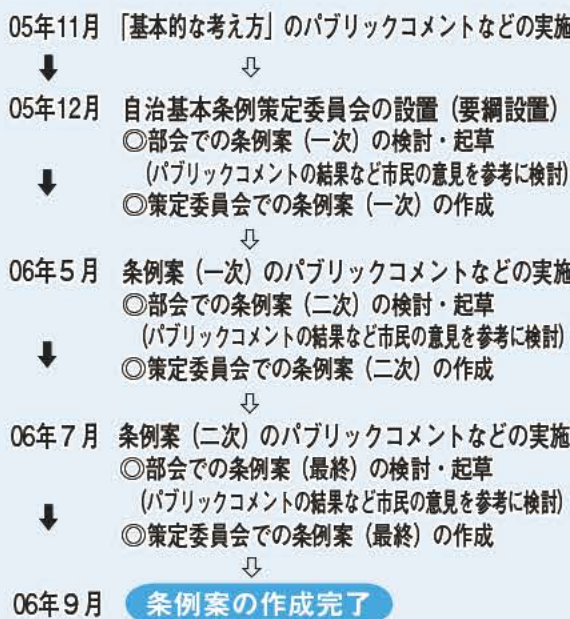 05年11月 「基本的な考え方」のパブリックコメントなどの実施
05年12月 自治基本条例策定委員会の設置（要綱設置）
◎部会での条例案（一次）の検討・起草
(パブリックコメントの結果など市民の意見を参考に検討)
◎策定委員会での条例案（一次）の作成
06年5月 条例案（一次）のパブリックコメントなどの実施
◎部会での条例案（二次）の検討・起草
(パブリックコメントの結果など市民の意見を参考に検討)
◎策定委員会での条例案（二次）の作成
06年7月 条例案（二次）のパブリックコメントなどの実施
◎部会での条例案（最終）の検討・起草
(パブリックコメントの結果など市民の意見を参考に検討)
◎策定委員会での条例案（最終）の作成
06年9月 条例案の作成完了